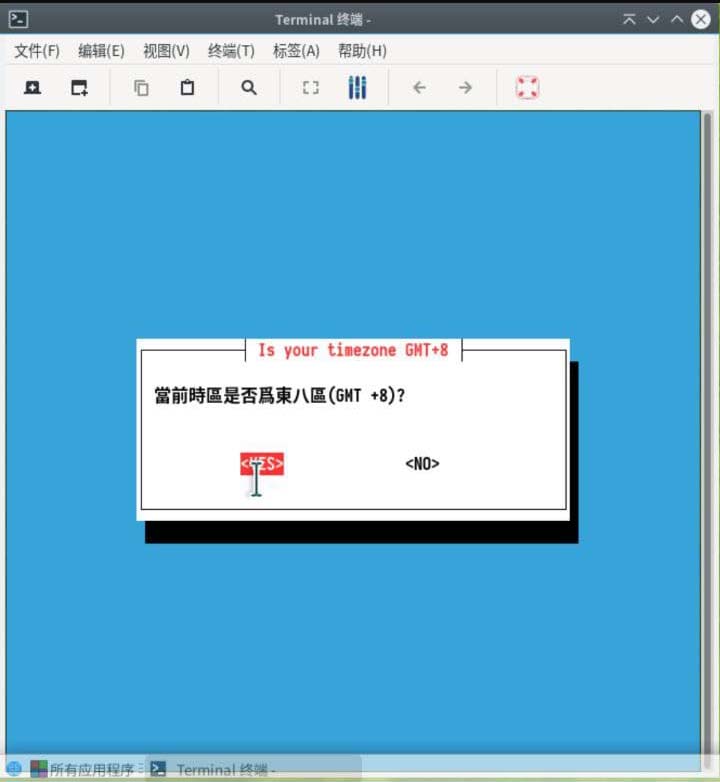 Terminal 终端 -
文件(F) 编辑(E) 视图(V) 终端(T) 标签(A) 帮助(H)
Is your timezone GMT+8
當前時區是否爲東八區(GMT +8)?
<YES> <NO>
所有应用程序 Terminal 终端 -